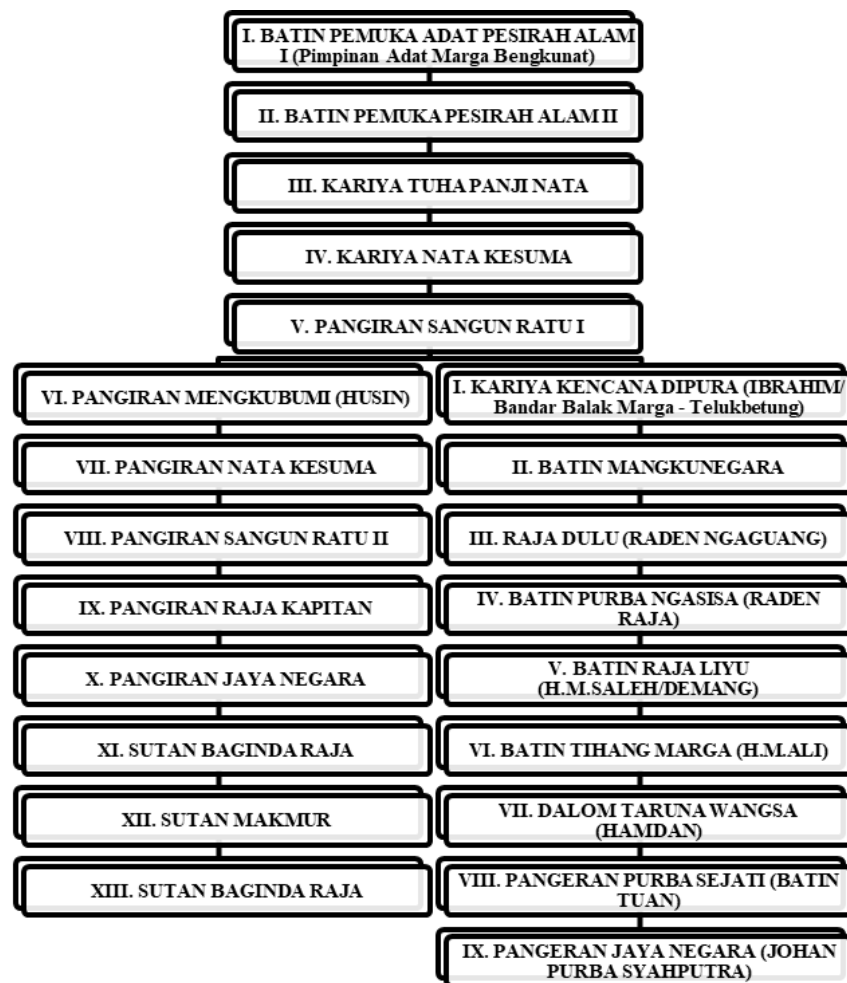 I. BATIN PEMUKA ADAT PESIRAH ALAM
I (Pimpinan Adat Marga Bengkunat)
II. BATIN PEMUKA PESIRAH ALAM II
III. KARIYA TUHA PANJI NATA
IV. KARIYA NATA KESUMA
V. PANGIRAN SANGUN RATU I
VI. PANGIRAN MENGKUBUMI (HUSIN)
VII. PANGIRAN NATA KESUMA
VIII. PANGIRAN SANGUN RATU II
IX. PANGIRAN RAJA KAPITAN
X. PANGIRAN JAYA NEGARA
XI. SUTAN BAGINDA RAJA
XII. SUTAN MAKMUR
XIII. SUTAN BAGINDA RAJA
I. KARIYA KENCANA DIPURA (IBRAHIM/
Bandar Balak Marga - Telukbetung)
II. BATIN MANGKUNEGARA
III. RAJA DULU (RADEN NGAGUANG)
IV. BATIN PURBA NGASISA (RADEN
RAJA)
V. BATIN RAJA LIYU
(H.M.SALEH/DEMANG)
VI. BATIN TIHANG MARGA (H.M.ALI)
VII. DALOM TARUNA WANGSA
(HAMDAN)
VIII. PANGERAN PURBA SEJATI (BATIN
TUAN)
IX. PANGERAN JAYA NEGARA (JOHAN
PURBA SYAHPUTRA)